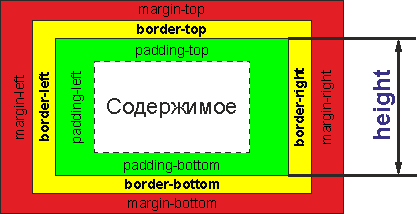 margin-top
border-top
padding-top
margin-left
border-left
padding-left
Содержимое
border-right
margin-right
height
padding-bottom
border-bottom
margin-bottom